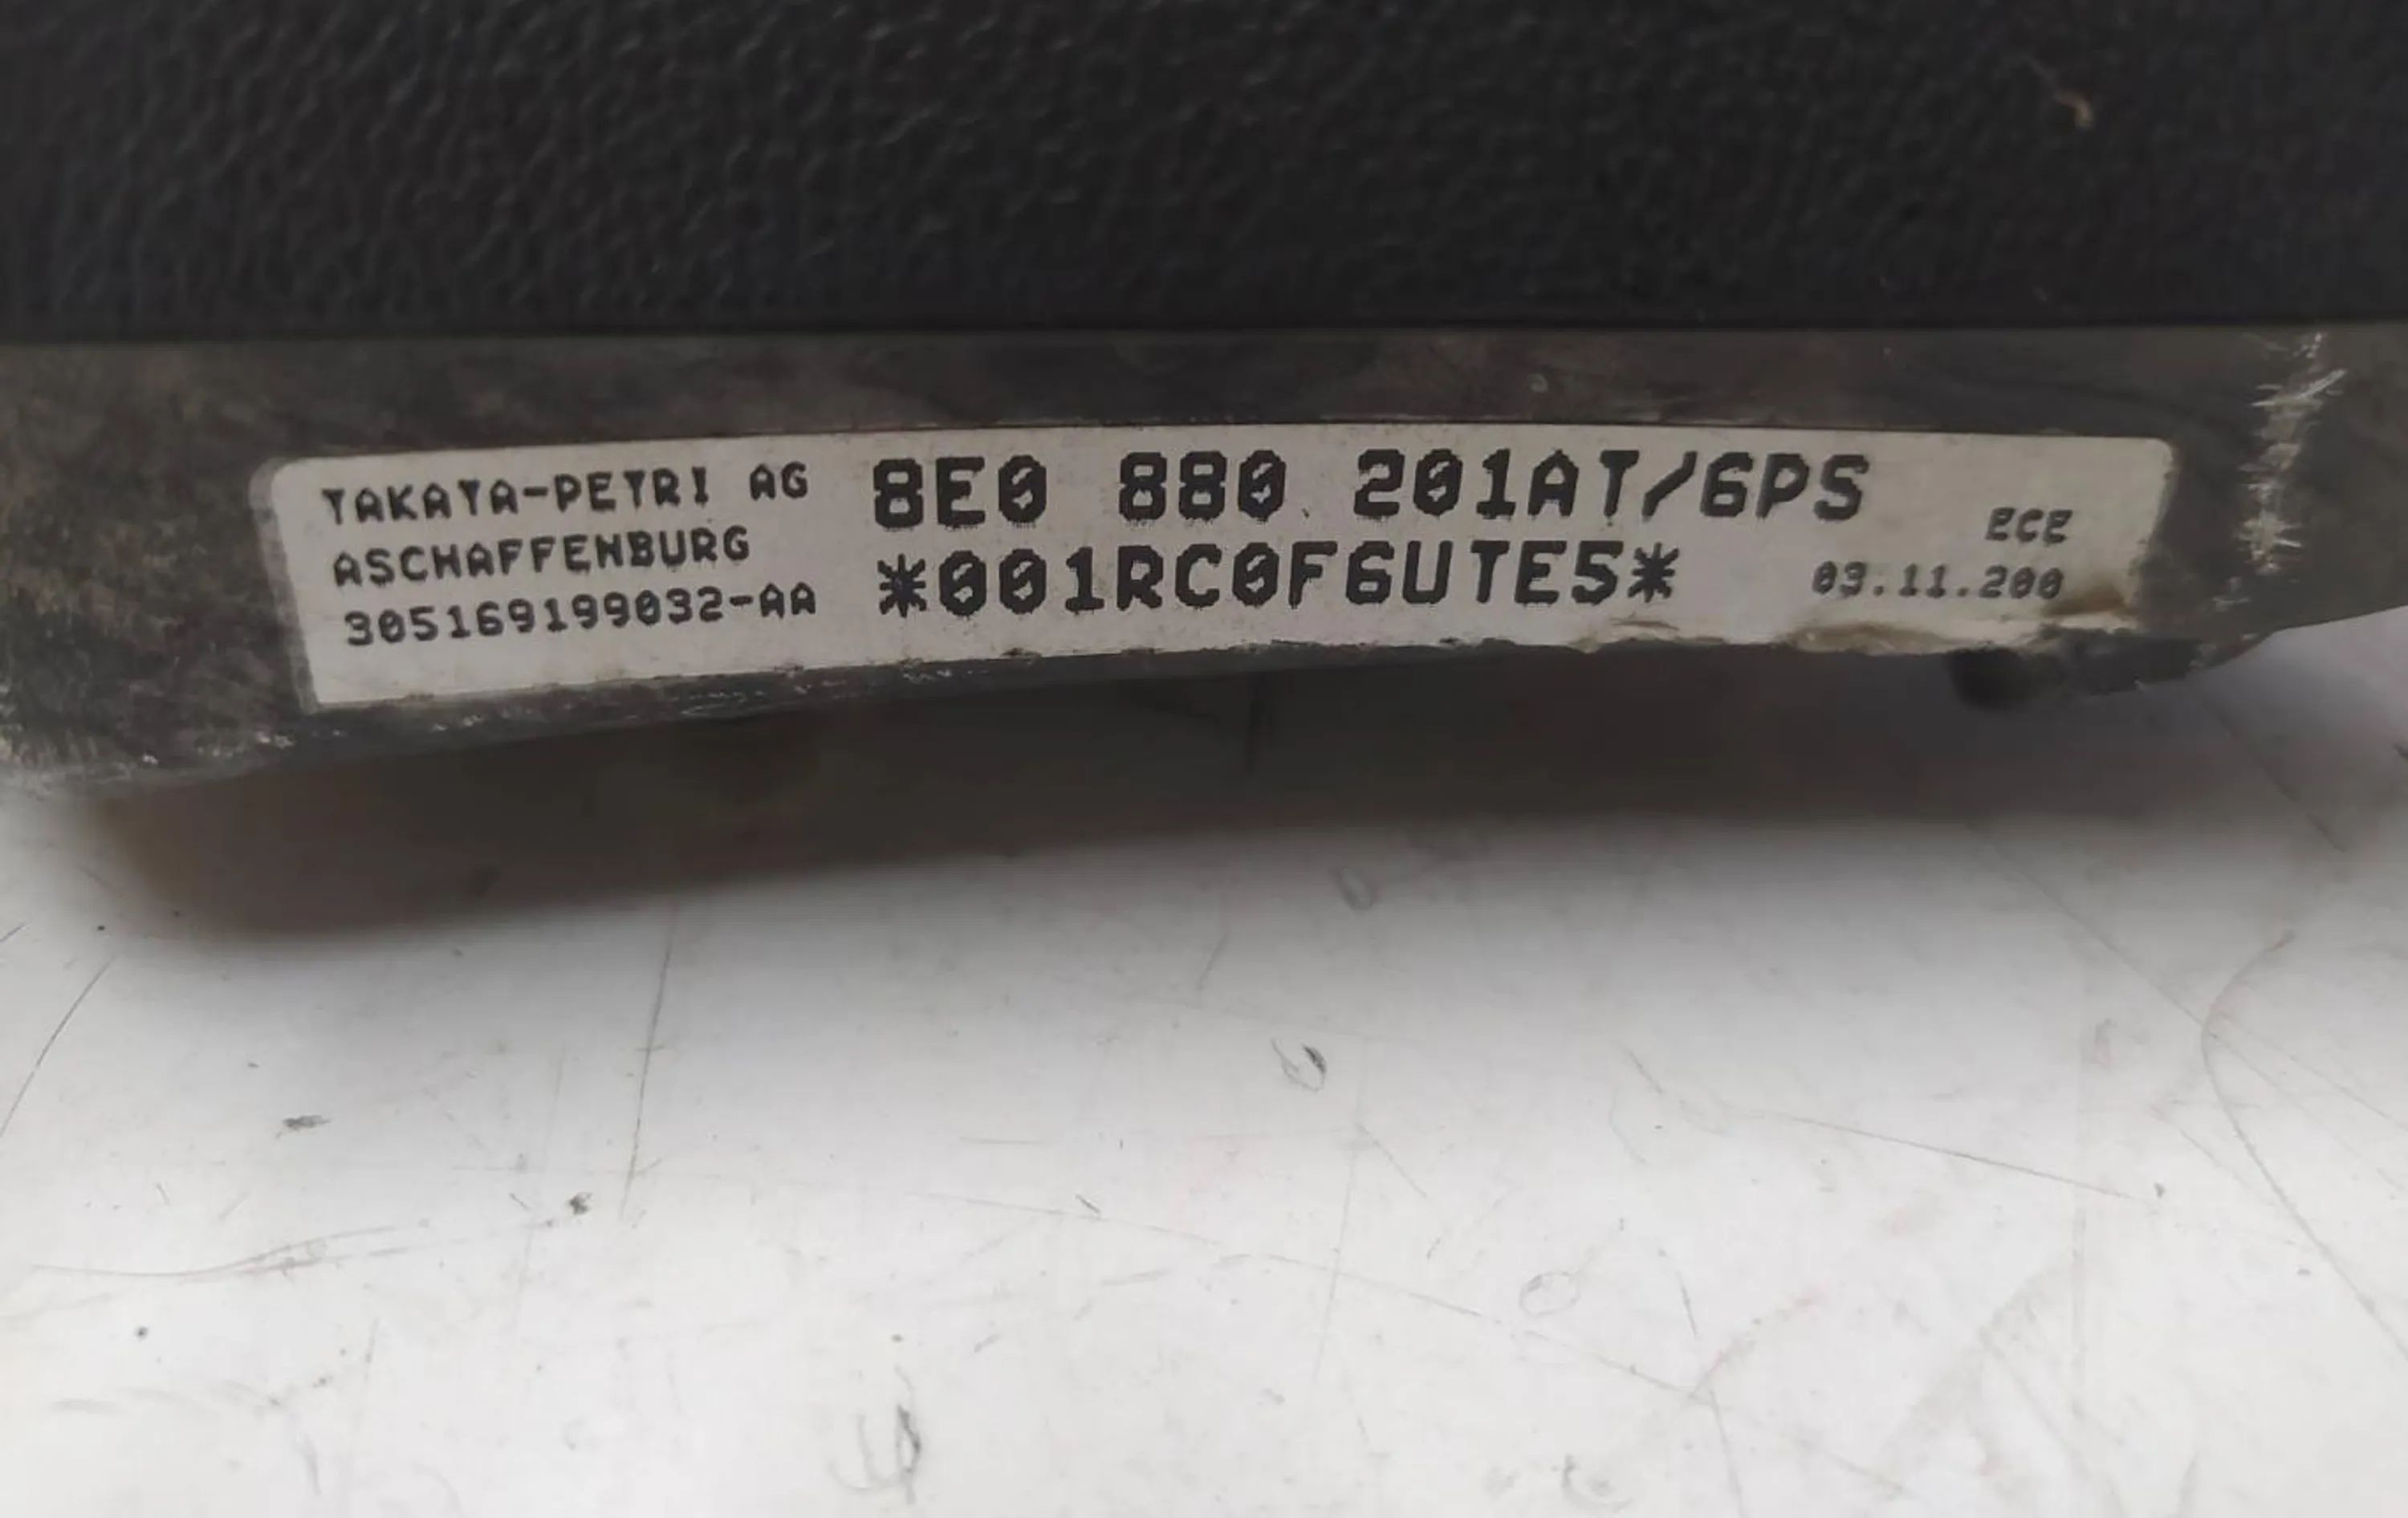 TAKATA-PETRI AG
ASCHAFFENBURG
305169199032-AA
8E0 880 201AT/6PS
*001RC0F6UTE5*
ECE
03.11.200